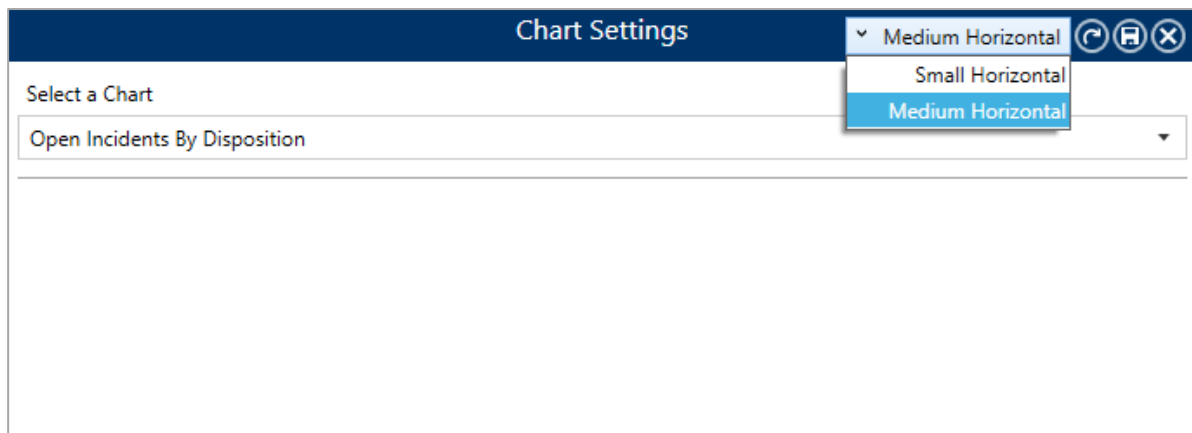 Chart Settings
Medium Horizontal
Small Horizontal
Medium Horizontal
Select a Chart
Open Incidents By Disposition